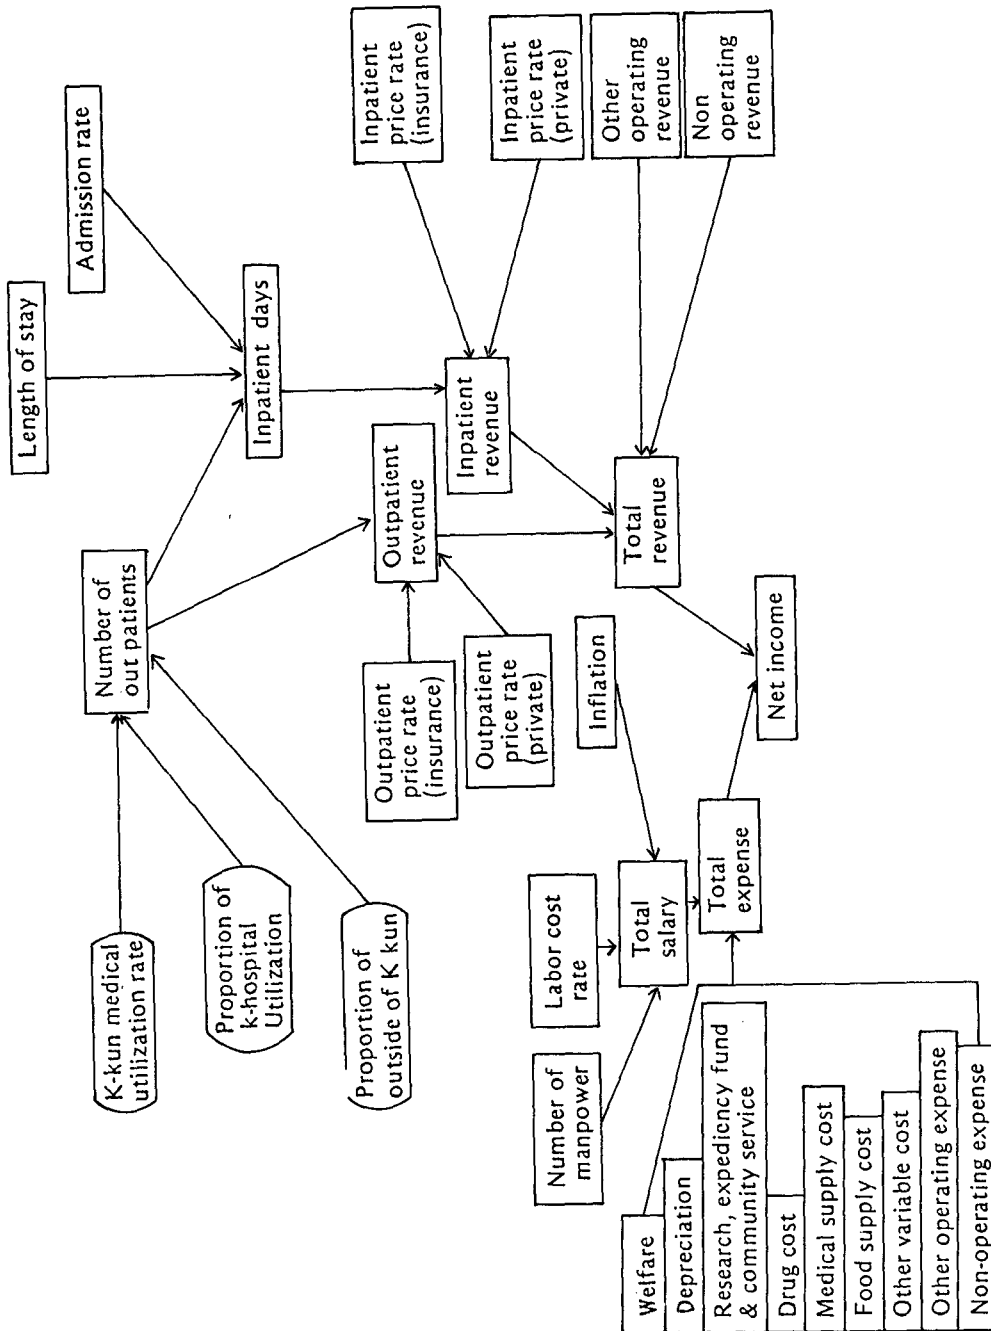 Length of stay
Admission rate
Number of
out patients
Inpatient days
K-kun medical
utilization rate
Proportion of
k-hospital
Utilization
Proportion of
outside of K kun
Outpatient
price rate
(insurance)
Outpatient
price rate
(private)
Outpatient
revenue
Inpatient
revenue
Inpatient
price rate
(insurance)
Inpatient
price rate
(private)
Other
operating
revenue
Non
operating
revenue
Total
revenue
Inflation
Labor cost
rate
Number of
manpower
Total
salary
Total
expense
Net income
Welfare
Depreciation
Research, expediency fund
& community service
Drug cost
Medical supply cost
Food supply cost
Other variable cost
Other operating expense
Non-operating expense